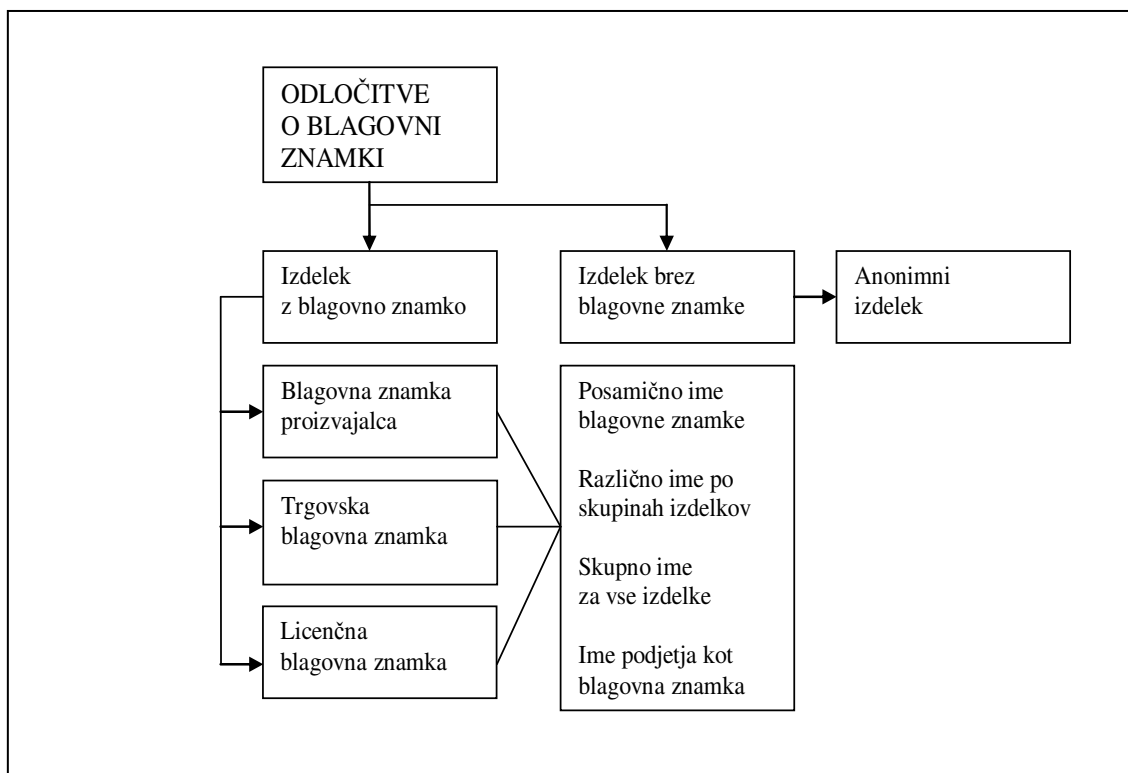 ODLOČITVE
O BLAGOVNI
ZNAMKI
Izdelek
z blagovno znamko
Izdelek brez
blagovne znamke
Anonimni
izdelek
Blagovna znamka
proizvajalca
Trgovska
blagovna znamka
Licenčna
blagovna znamka
Posamično ime
blagovne znamke
Različno ime po
skupinah izdelkov
Skupno ime
za vse izdelke
Ime podjetja kot
blagovna znamka